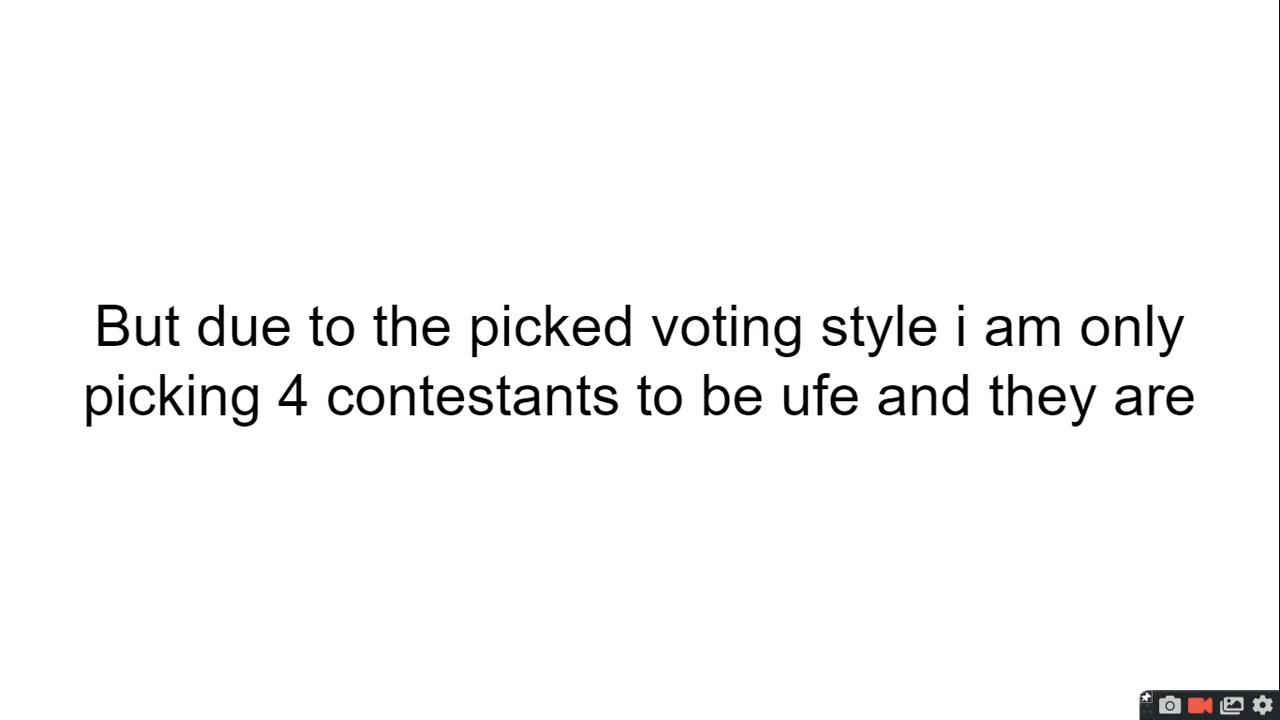 But due to the picked voting style i am only
picking 4 contestants to be ufe and they are